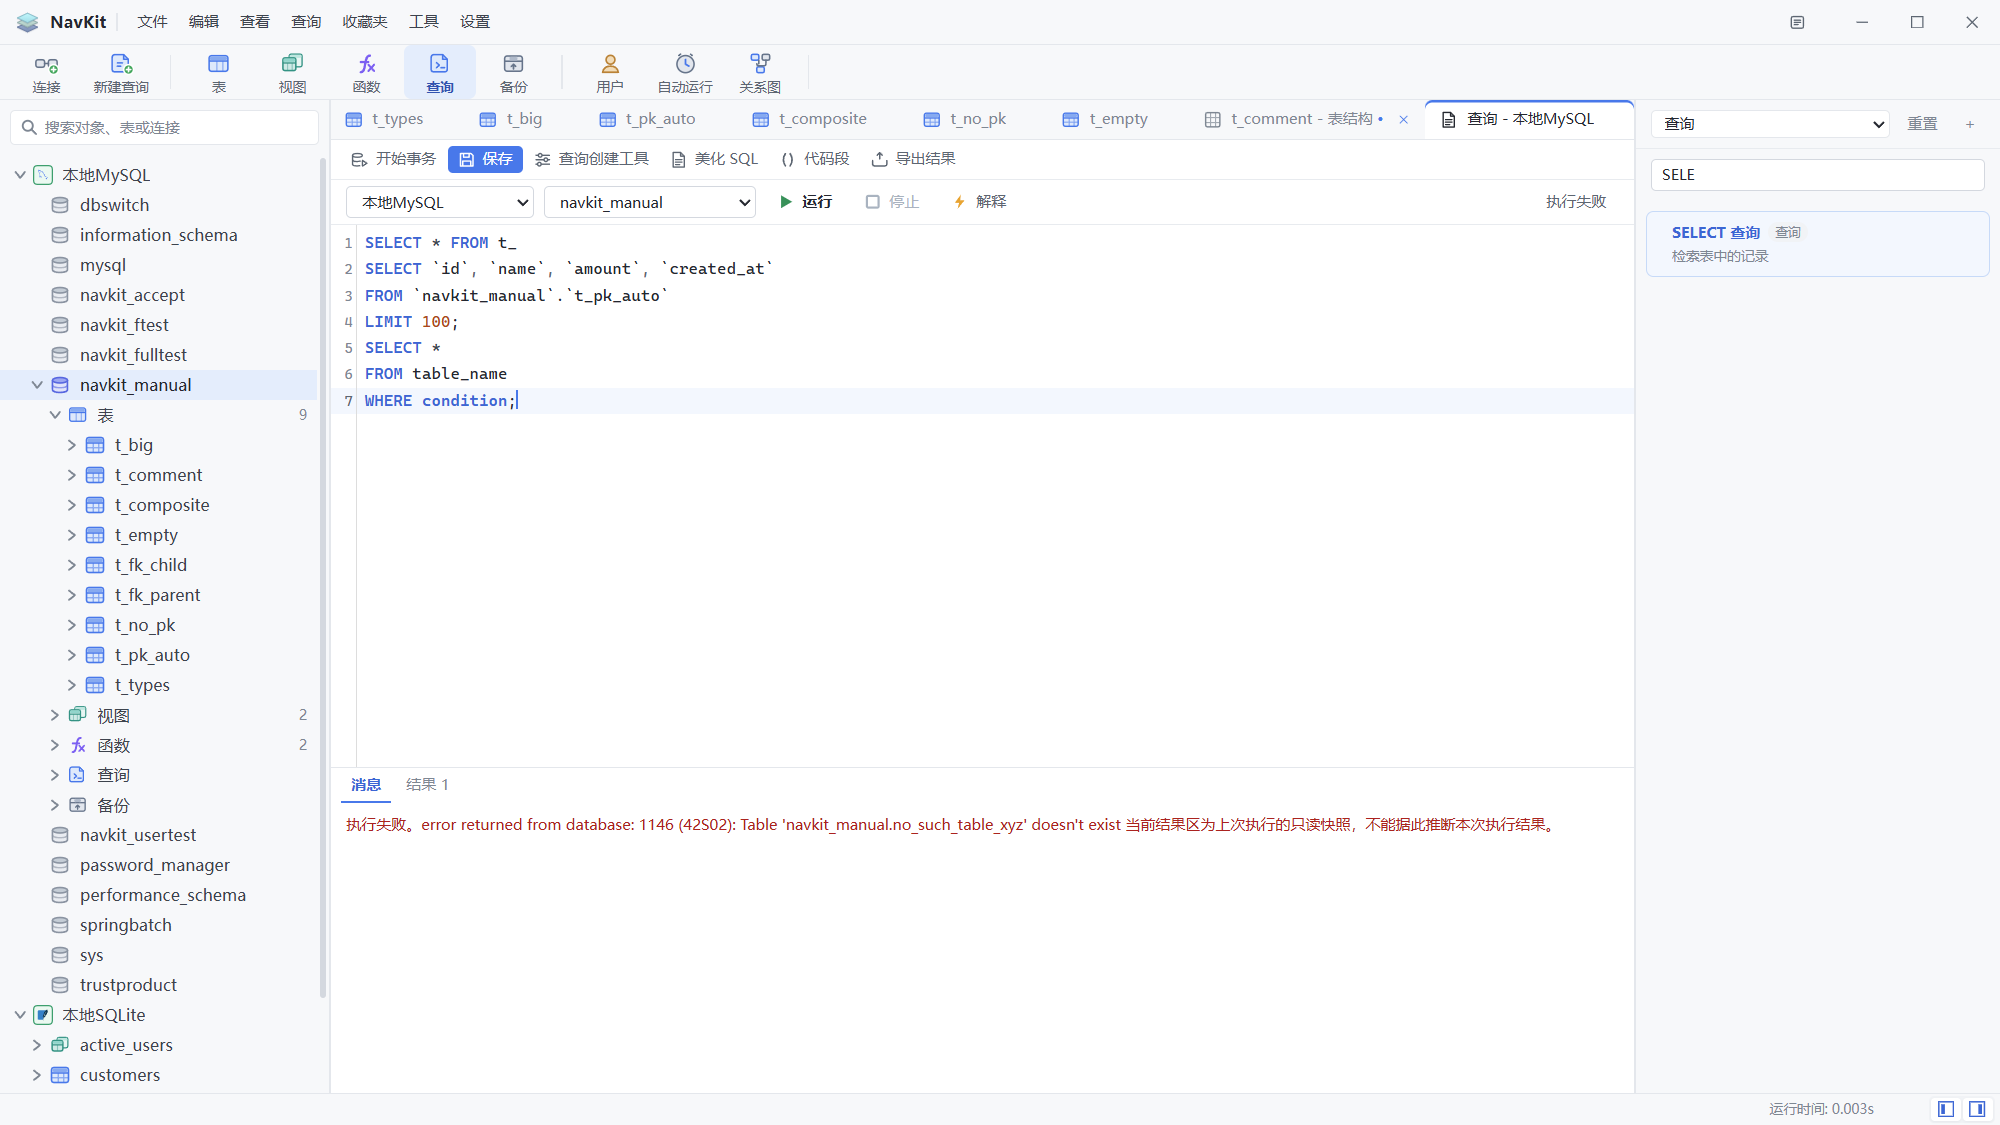 NavKit 文件 编辑 查看 查询 收藏夹 工具 设置
连接 新建查询 表 视图 函数 查询 备份 用户 自动运行 关系图
搜索对象、表或连接
本地MySQL
dbswitch
information_schema
mysql
navkit_accept
navkit_ftest
navkit_fulltest
navkit_manual
表 9
t_big
t_comment
t_composite
t_empty
t_fk_child
t_fk_parent
t_no_pk
t_pk_auto
t_types
视图 2
函数 2
查询
备份
navkit_usertest
password_manager
performance_schema
springbatch
sys
trustproduct
本地SQLite
active_users
customers
t_types t_big t_pk_auto t_composite t_no_pk t_empty t_comment - 表结构 • × 查询 - 本地MySQL
开始事务 保存 查询创建工具 美化 SQL 代码段 导出结果
本地MySQL navkit_manual 运行 停止 解释 执行失败
1 SELECT * FROM t_
2 SELECT `id`, `name`, `amount`, `created_at`
3 FROM `navkit_manual`.`t_pk_auto`
4 LIMIT 100;
5 SELECT *
6 FROM table_name
7 WHERE condition;
消息 结果 1
执行失败。error returned from database: 1146 (42S02): Table 'navkit_manual.no_such_table_xyz' doesn't exist 当前结果区为上次执行的只读快照，不能据此推断本次执行结果。
查询 重置 +
SELE
SELECT 查询 查询
检索表中的记录
运行时间: 0.003s